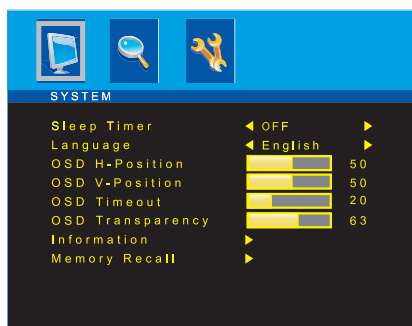 SYSTEM
Sleep Timer OFF
Language English
OSD H-Position 50
OSD V-Position 50
OSD Timeout 20
OSD Transparency 63
Information
Memory Recall